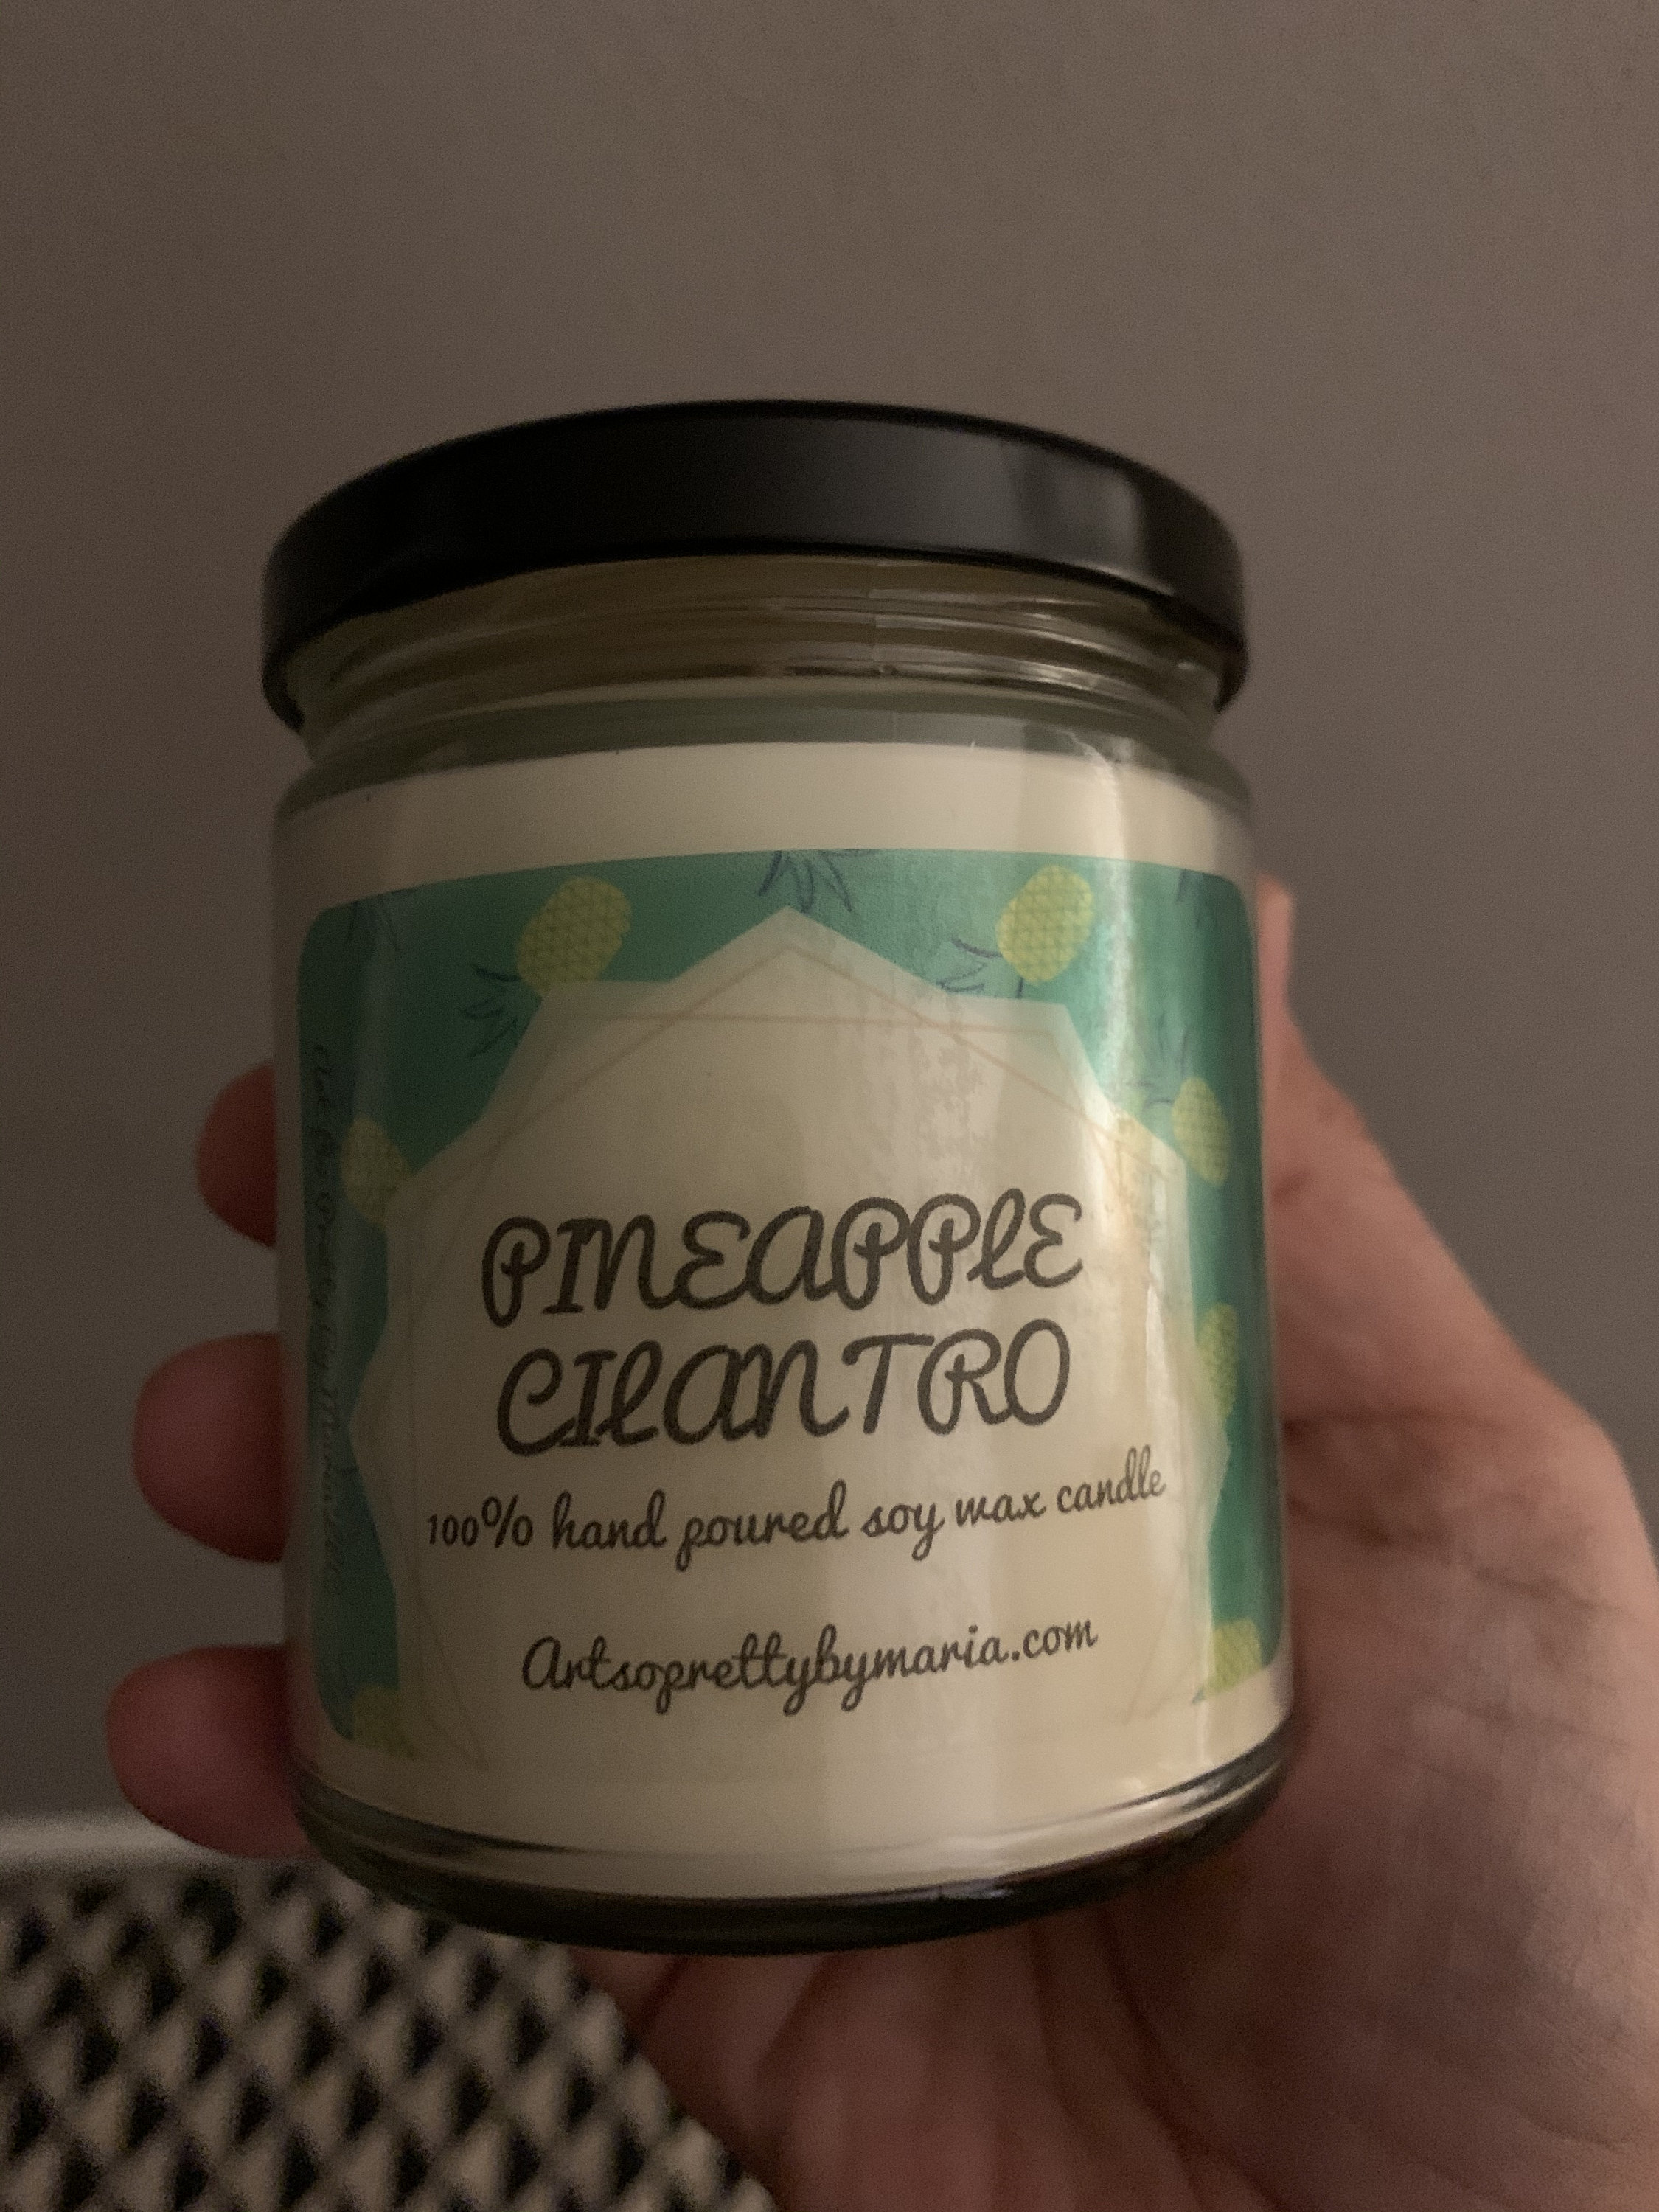 PINEAPPLE
CILANTRO
100% hand poured soy wax candle
Artsoprettybymaria.com